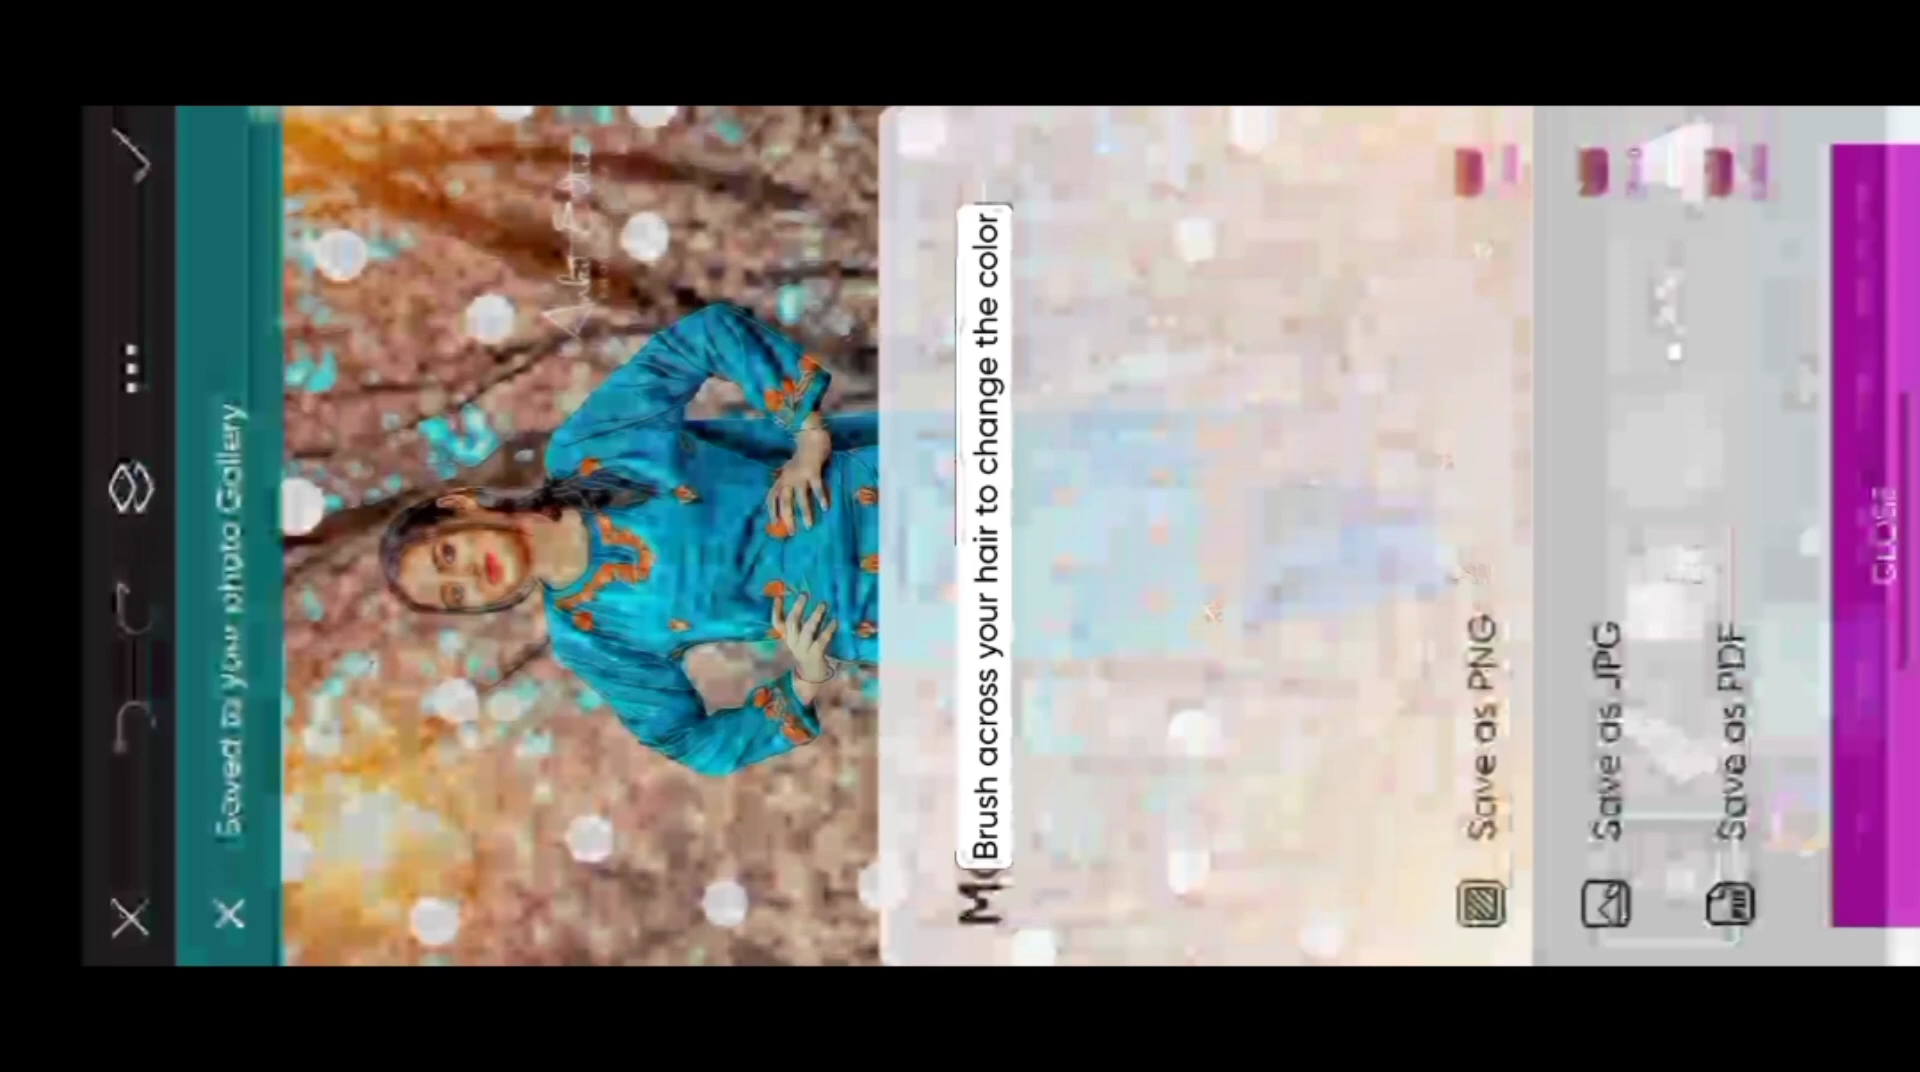 Saved to your photo Gallery
Brush across your hair to change the color
Save as PNG
Save as JPG
Save as PDF